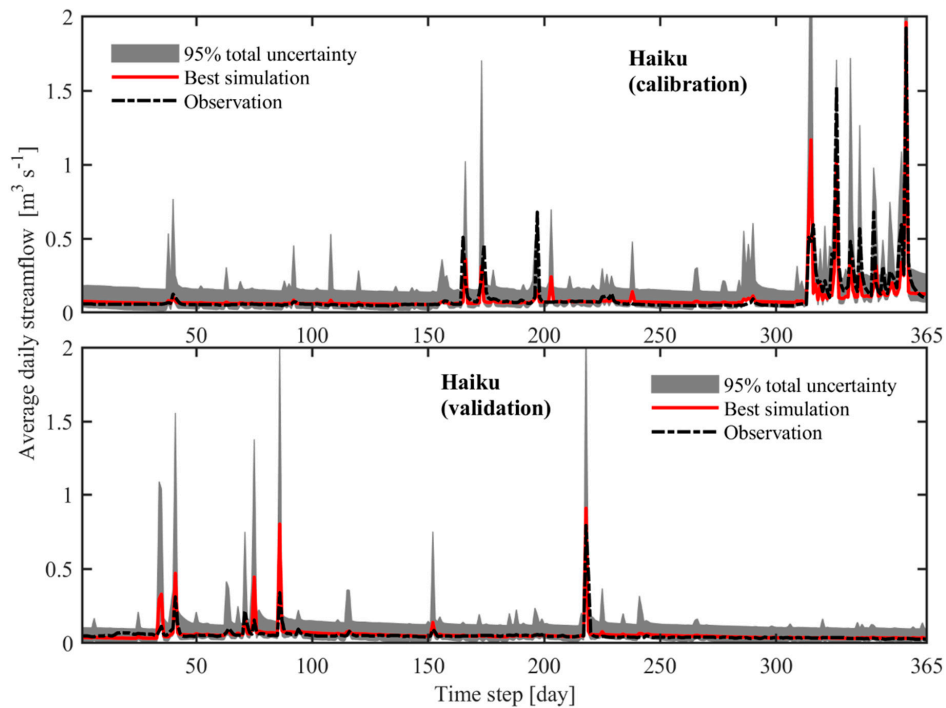 2
95% total uncertainty
Best simulation
Observation
Haiku
(calibration)
1.5
1
0.5
0
50
100
150
200
250
300
365
Average daily streamflow [m³ s⁻¹]
2
Haiku
(validation)
95% total uncertainty
Best simulation
Observation
1.5
1
0.5
0
50
100
150
200
250
300
365
Time step [day]